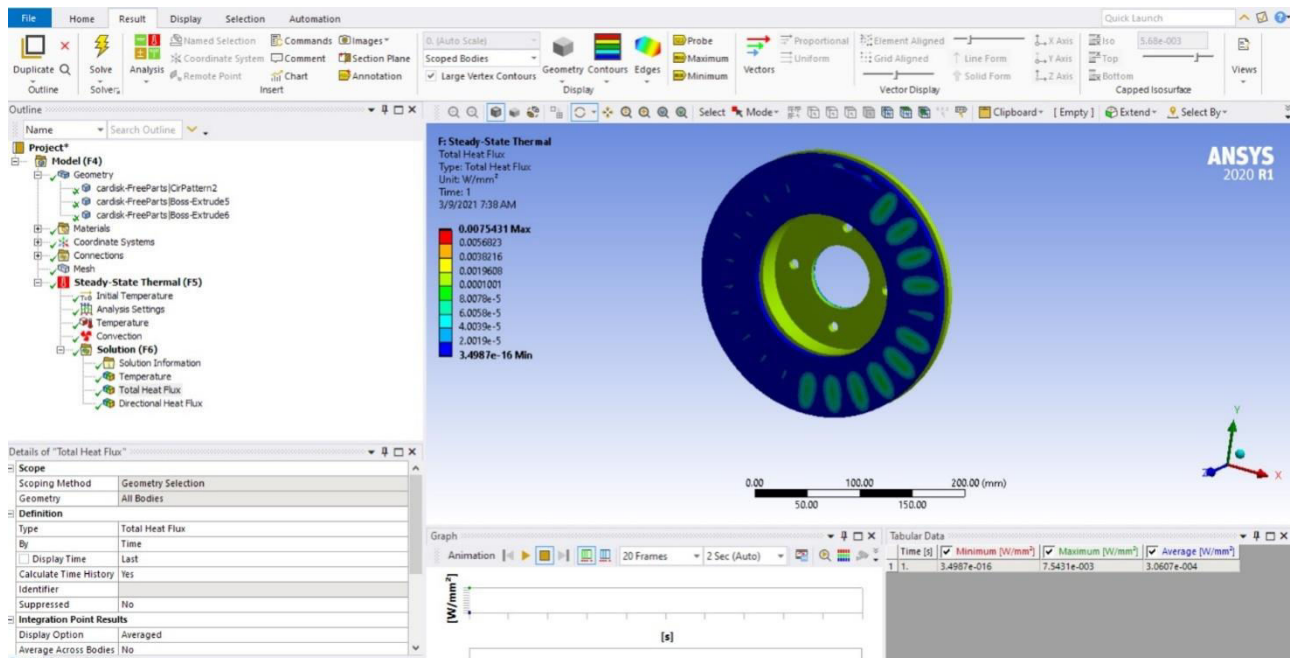 File Home Result Display Selection Automation Quick Launch
Named Selection Commands Images 0. (Auto Scale) Probe Proportional Element Aligned X Axis Iso 5.68e-003
Coordinate System Comment Section Plane Scoped Bodies Maximum Uniform Grid Aligned Line Form Y Axis Top
Duplicate Q Solve Analysis Remote Point Chart Annotation Large Vertex Contours Geometry Contours Edges Minimum Vectors Solid Form Z Axis Bottom Views
Outline Solver Insert Display Vector Display Capped Isosurface
Outline
Select Mode Clipboard [ Empty ] Extend Select By
Name Search Outline
Project*
Model (F4)
Geometry
cardisk-FreeParts|CirPattern2
cardisk-FreeParts|Boss-Extrude5
cardisk-FreeParts|Boss-Extrude6
Materials
Coordinate Systems
Connections
Mesh
Steady-State Thermal (F5)
Initial Temperature
Analysis Settings
Temperature
Convection
Solution (F6)
Solution Information
Temperature
Total Heat Flux
Directional Heat Flux
F: Steady-State Thermal
Total Heat Flux
Type: Total Heat Flux
Unit: W/mm²
Time: 1
3/9/2021 7:38 AM
0.0075431 Max
0.0056823
0.0038216
0.0019608
0.0001001
8.0078e-5
6.0058e-5
4.0039e-5
2.0019e-5
3.4987e-16 Min
ANSYS
2020 R1
Y
X
0.00 100.00 200.00 (mm)
50.00 150.00
Details of "Total Heat Flux"
Scope
Scoping Method Geometry Selection
Geometry All Bodies
Definition
Type Total Heat Flux
By Time
Display Time Last
Calculate Time History Yes
Identifier
Suppressed No
Integration Point Results
Display Option Averaged
Average Across Bodies No
Graph
Animation 20 Frames 2 Sec (Auto)
[W/mm²]
[s]
Tabular Data
Time [s] Minimum [W/mm²] Maximum [W/mm²] Average [W/mm²]
1 1. 3.4987e-016 7.5431e-003 3.0607e-004